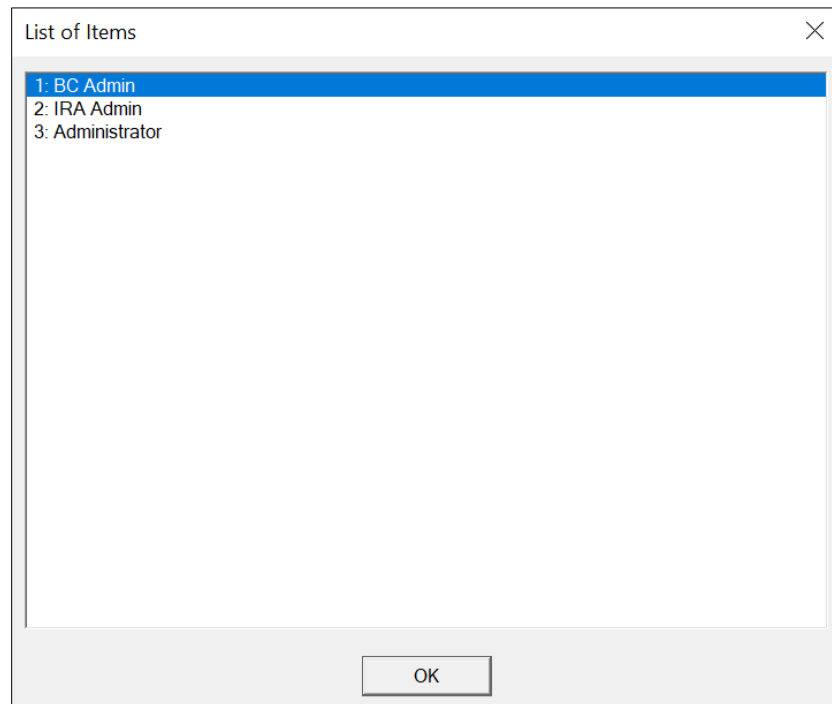 List of Items
1: BC Admin
2: IRA Admin
3: Administrator
OK